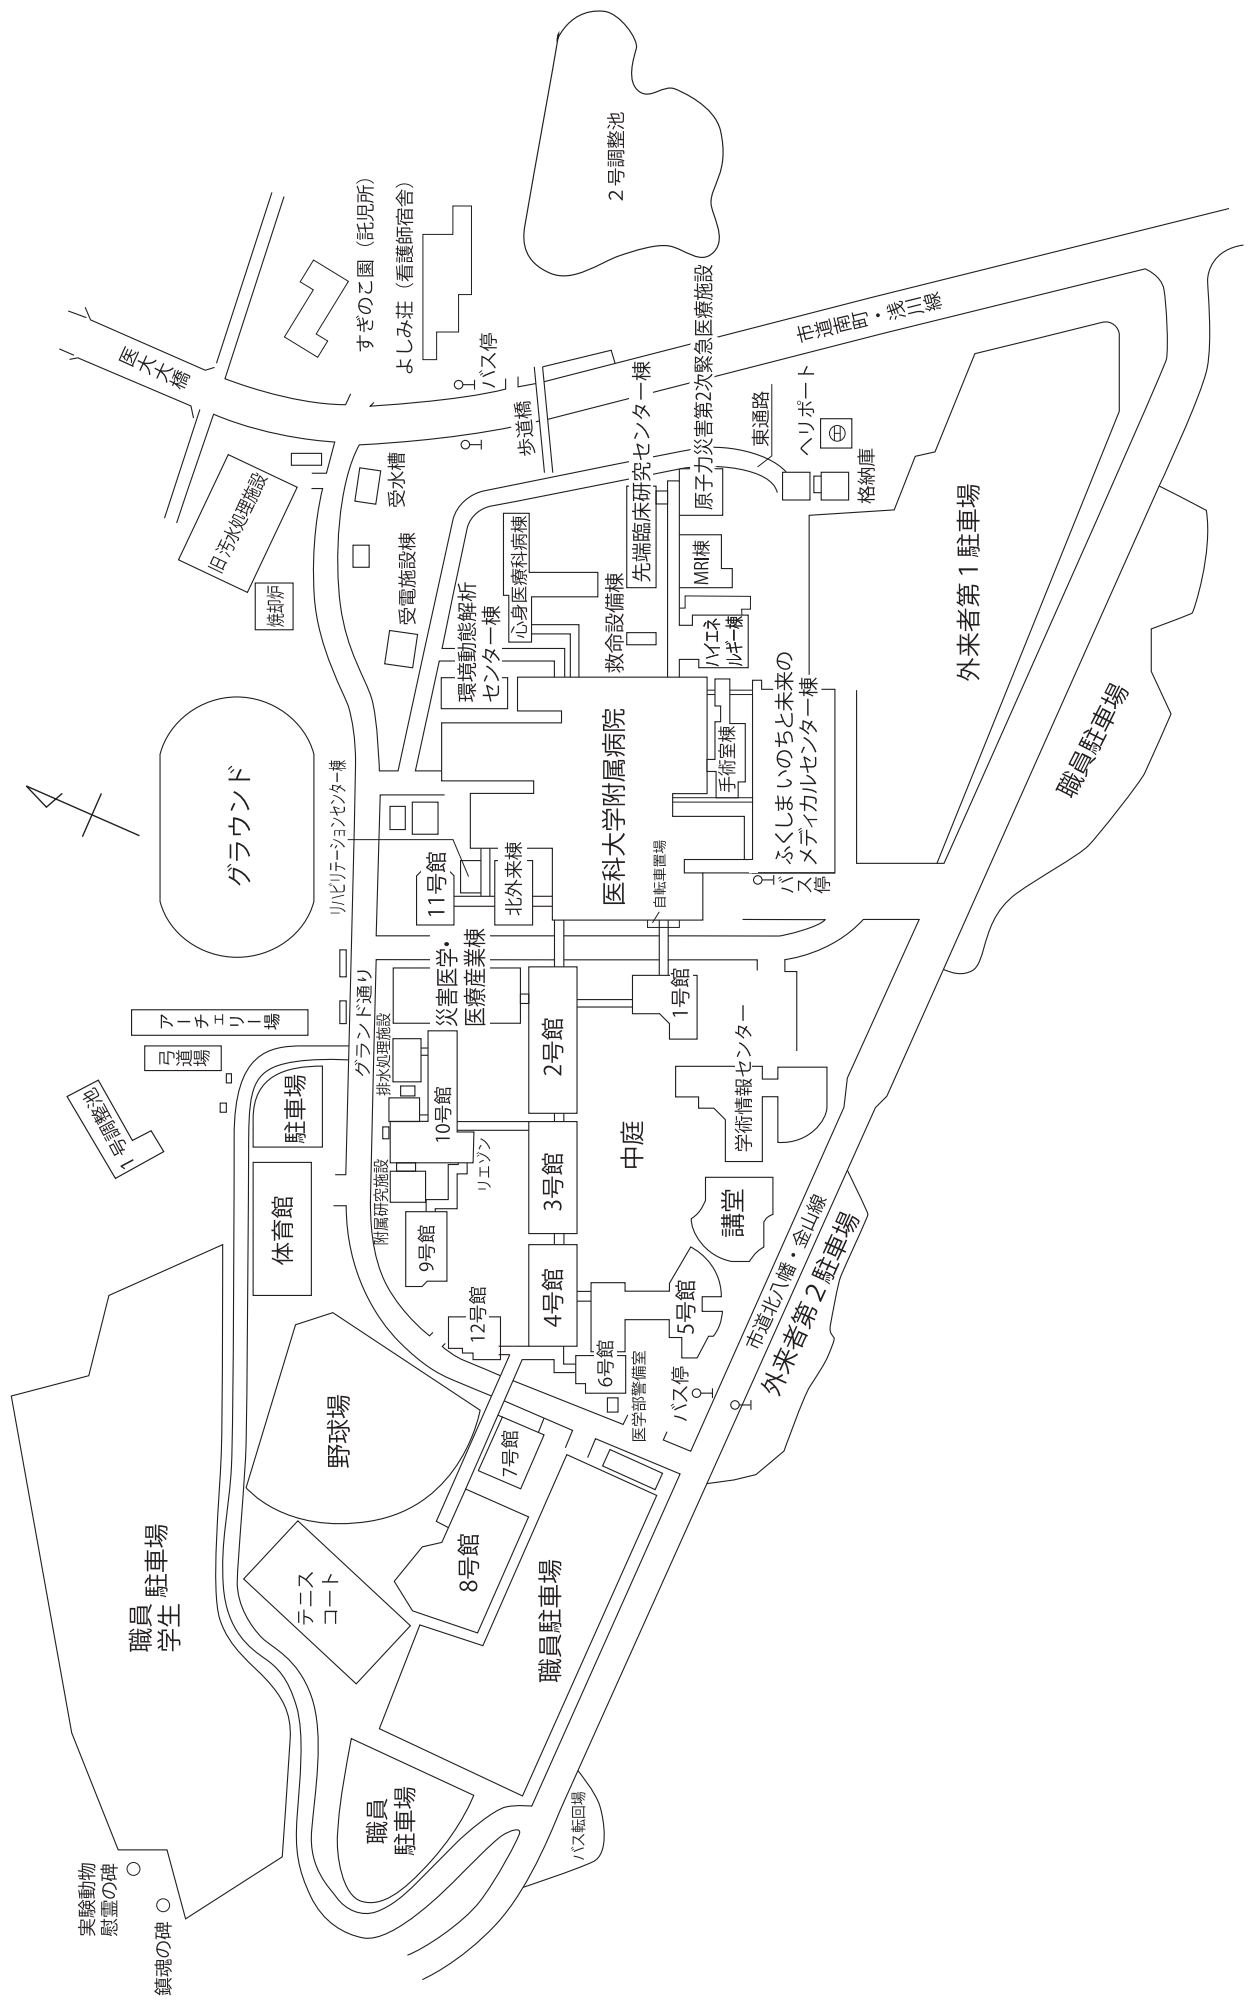 実験動物
慰霊の碑
鎮魂の碑
職員
学生
駐車場
1号調整池
弓道場
アーチェリー場
グラウンド
焼却炉
旧汚水処理施設
医大大橋
職員
駐車場
テニス
コート
野球場
体育館
駐車場
グランド通り
リハビリテーションセンター棟
受電施設棟
受水槽
すぎのこ園（託児所）
よしみ荘（看護師宿舎）
バス停
2号調整池
バス転回場
職員駐車場
8号館
7号館
12号館
9号館
附属研究施設
リエゾン
10号館
排水処理施設
災害医学・
医療産業棟
11号館
北外来棟
環境動態解析
センター棟
心身医療科病棟
歩道橋
4号館
3号館
2号館
医科大学附属病院
救命設備棟
先端臨床研究センター棟
6号館
医学部警備室
5号館
中庭
1号館
自転車置場
MRI棟
ハイエネ
ルギー棟
原子力災害第2次緊急医療施設
バス停
講堂
学術情報センター
手術室棟
東通路
ヘリポート
格納庫
市道南町・浅川線
市道北八幡・金山線
外来者第2駐車場
バス停
ふくしま いのちと未来の
メディカルセンター棟
外来者第1駐車場
職員駐車場